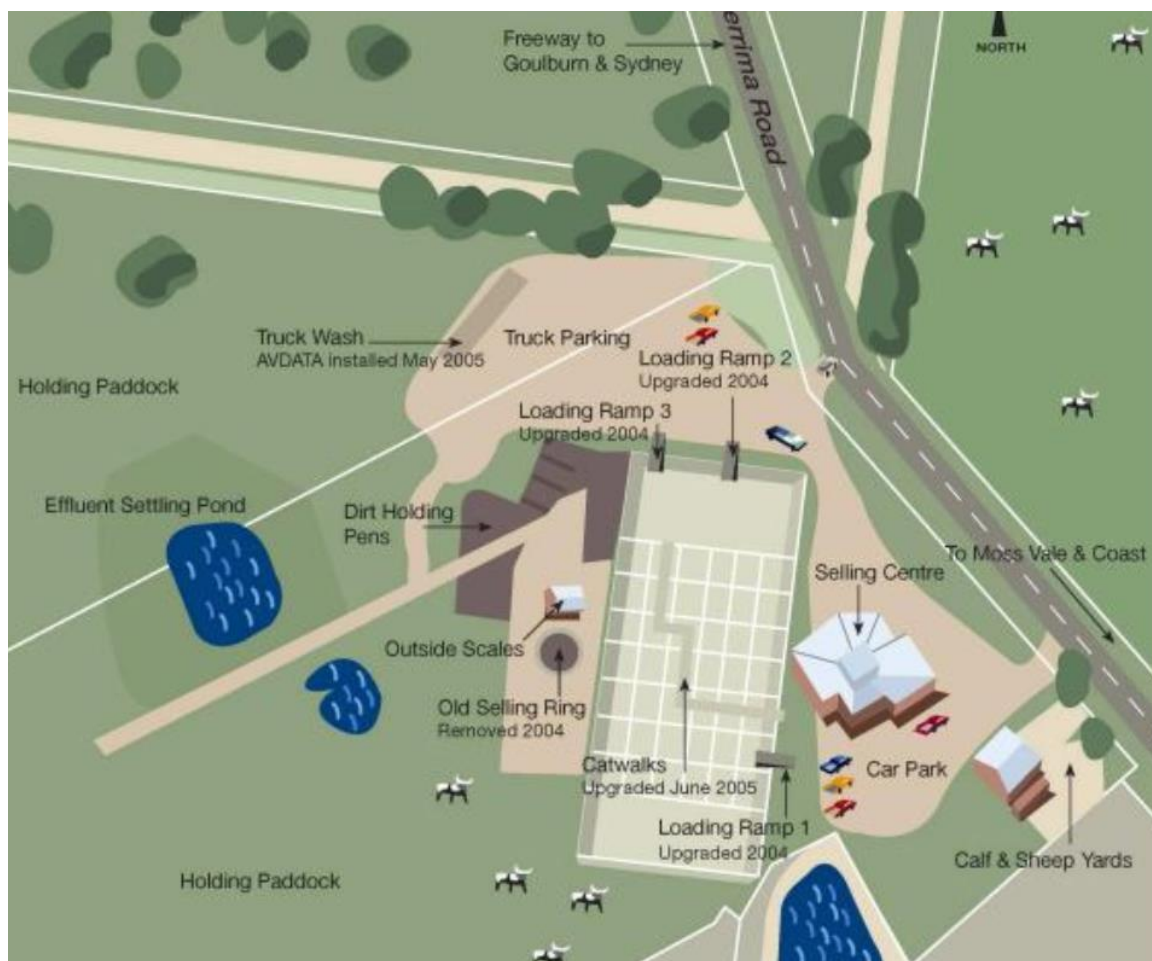 Freeway to
Goulburn & Sydney
NORTH
errima Road
Truck Wash
AVDATA installed May 2005
Truck Parking
Loading Ramp 2
Upgraded 2004
Holding Paddock
Loading Ramp 3
Upgraded 2004
Effluent Settling Pond
Dirt Holding
Pens
To Moss Vale & Coast
Selling Centre
Outside Scales
Old Selling Ring
Removed 2004
Catwalks
Upgraded June 2005
Car Park
Loading Ramp 1
Upgraded 2004
Calf & Sheep Yards
Holding Paddock